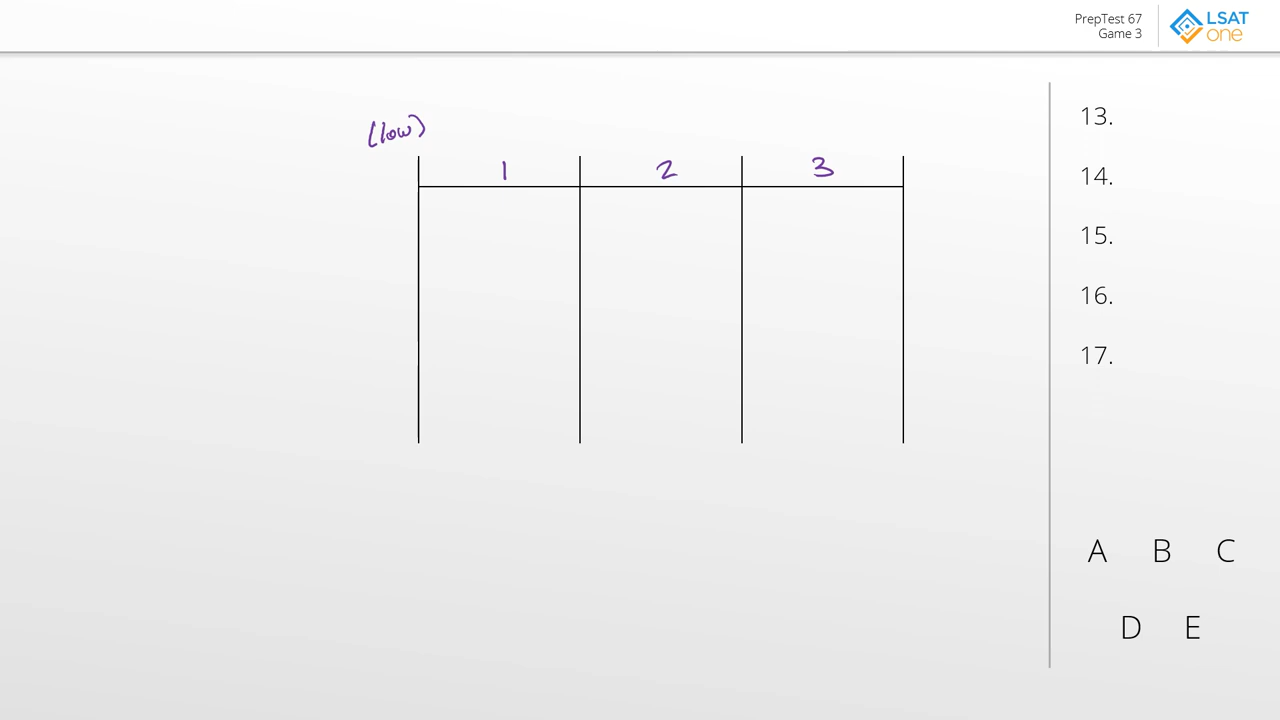 PrepTest 67
Game 3
LSAT
one
(low)
1 2 3
13.
14.
15.
16.
17.
A B C
D E